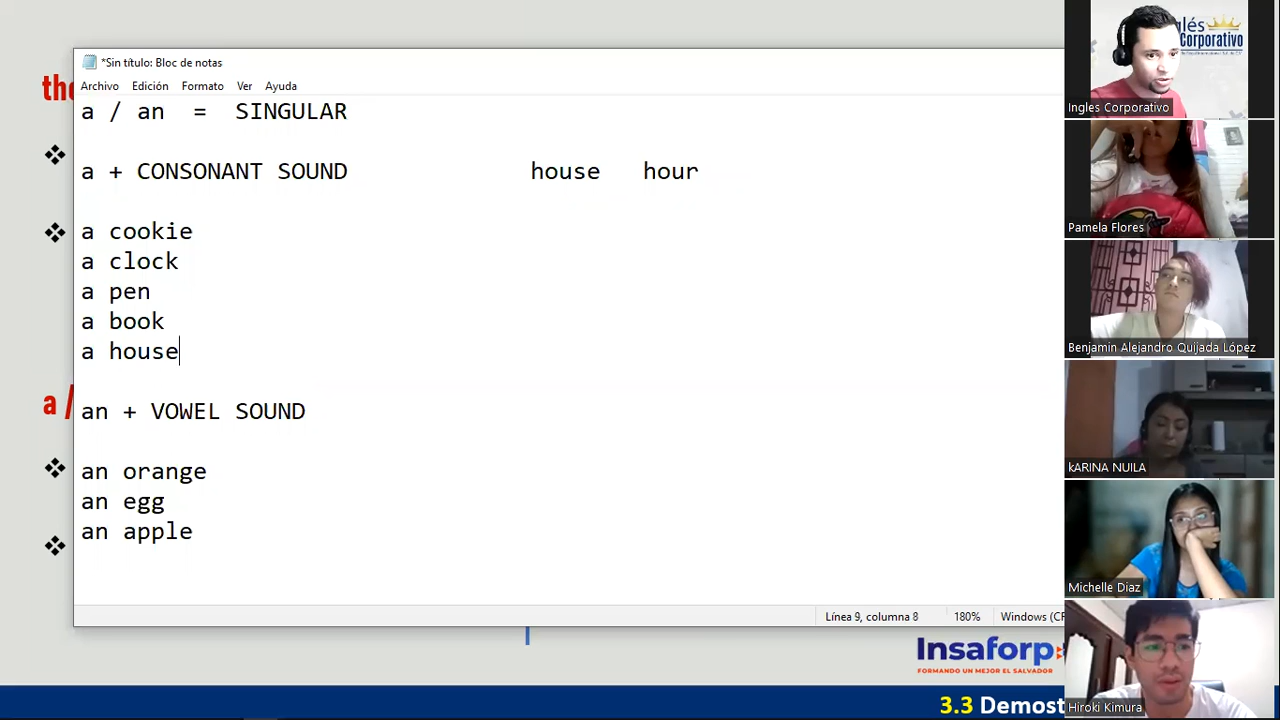 *Sin título: Bloc de notas
Archivo Edición Formato Ver Ayuda
a / an = SINGULAR
a + CONSONANT SOUND house hour
a cookie
a clock
a pen
a book
a house
an + VOWEL SOUND
an orange
an egg
an apple
Línea 9, columna 8 180% Windows (CR
the
a /
Insaforp
FORMANDO UN MEJOR EL SALVADOR
3.3 Demost
glés
Corporativo
Ingles Corporativo
Pamela Flores
Benjamin Alejandro Quijada López
kARINA NUILA
Michelle Diaz
Hiroki Kimura